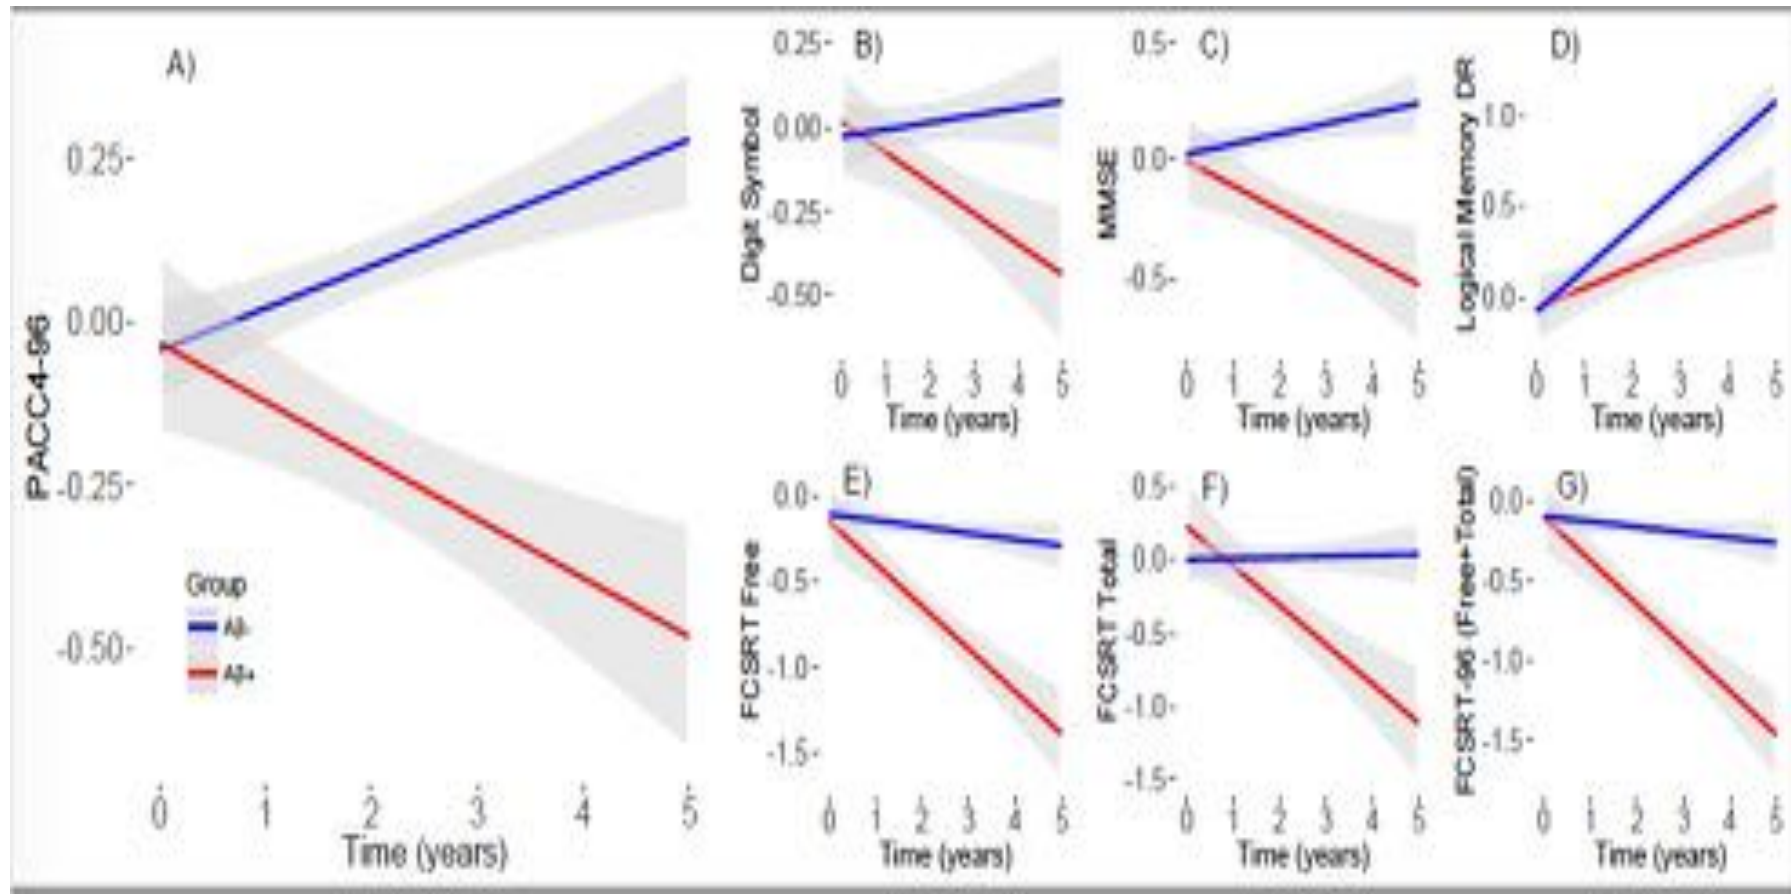 A)
PACC4-96
0.25-
0.00-
-0.25-
-0.50-
Group
Aβ-
Aβ+
0 1 2 3 4 5
Time (years)
B)
Digit Symbol
0.25-
0.00-
-0.25-
-0.50-
0 1 2 3 4 5
Time (years)
C)
MMSE
0.5-
0.0-
-0.5-
0 1 2 3 4 5
Time (years)
D)
Logical Memory DR
1.0-
0.5-
0.0-
0 1 2 3 4 5
Time (years)
E)
FCSRT Free
0.0-
-0.5-
-1.0-
-1.5-
0 1 2 3 4 5
Time (years)
F)
FCSRT Total
0.5-
0.0-
-0.5-
-1.0-
-1.5-
0 1 2 3 4 5
Time (years)
G)
FCSRT-96 (Free+Total)
0.0-
-0.5-
-1.0-
-1.5-
0 1 2 3 4 5
Time (years)